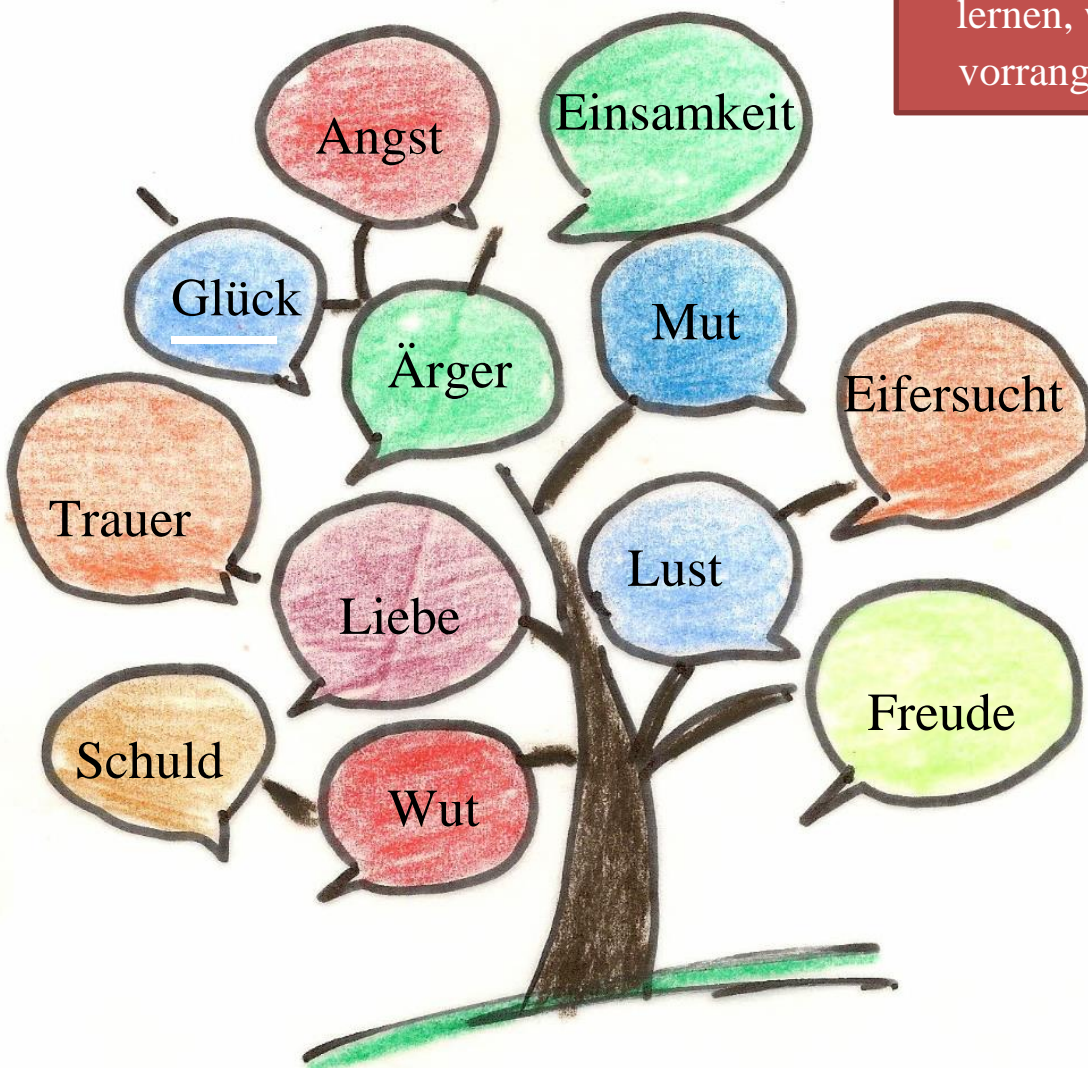 lernen,
vorrang
Angst
Einsamkeit
Glück
Mut
Ärger
Eifersucht
Trauer
Lust
Liebe
Freude
Schuld
Wut